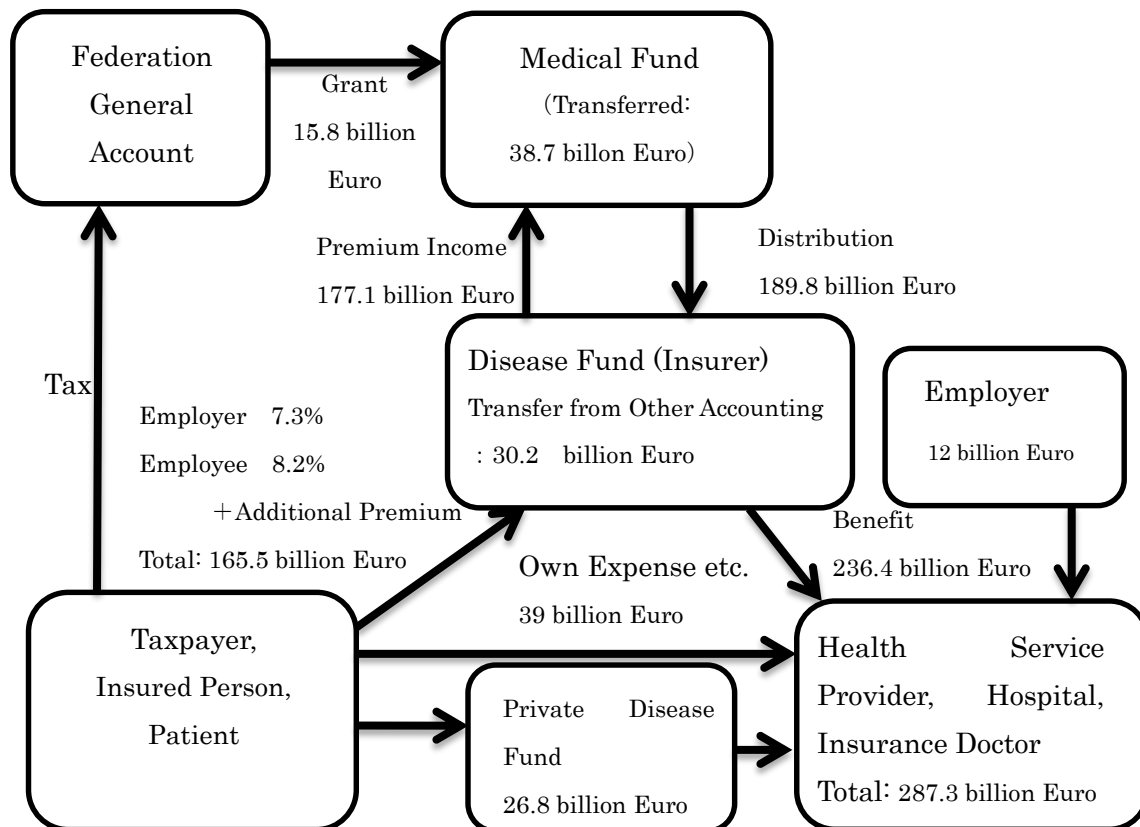 Federation
General
Account
Grant
15.8 billion
Euro
Medical Fund
(Transferred:
38.7 billon Euro)
Premium Income
177.1 billion Euro
Distribution
189.8 billion Euro
Tax
Employer 7.3%
Employee 8.2%
+Additional Premium
Total: 165.5 billion Euro
Disease Fund (Insurer)
Transfer from Other Accounting
: 30.2 billion Euro
Employer
12 billion Euro
Benefit
236.4 billion Euro
Own Expense etc.
39 billion Euro
Taxpayer,
Insured Person,
Patient
Private Disease
Fund
26.8 billion Euro
Health Service
Provider, Hospital,
Insurance Doctor
Total: 287.3 billion Euro